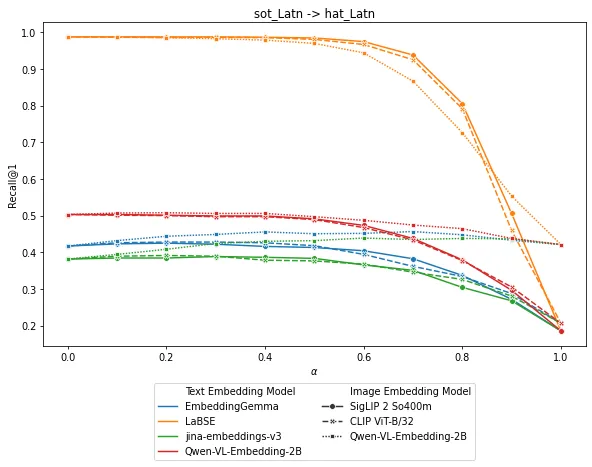 sot_Latn -> hat_Latn
Recall@1
1.0
0.9
0.8
0.7
0.6
0.5
0.4
0.3
0.2
0.0 0.2 0.4 0.6 0.8 1.0
α
Text Embedding Model Image Embedding Model
EmbeddingGemma SigLIP 2 So400m
LaBSE CLIP ViT-B/32
jina-embeddings-v3 Qwen-VL-Embedding-2B
Qwen-VL-Embedding-2B